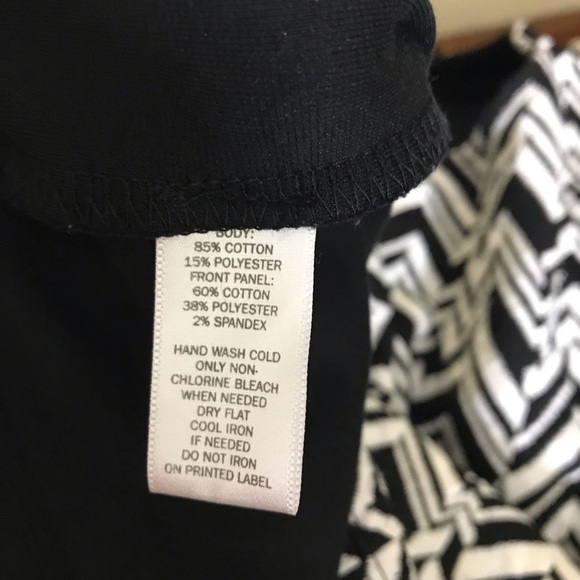 BODY:
85% COTTON
15% POLYESTER
FRONT PANEL:
60% COTTON
38% POLYESTER
2% SPANDEX
HAND WASH COLD
ONLY NON-
CHLORINE BLEACH
WHEN NEEDED
DRY FLAT
COOL IRON
IF NEEDED
DO NOT IRON
ON PRINTED LABEL